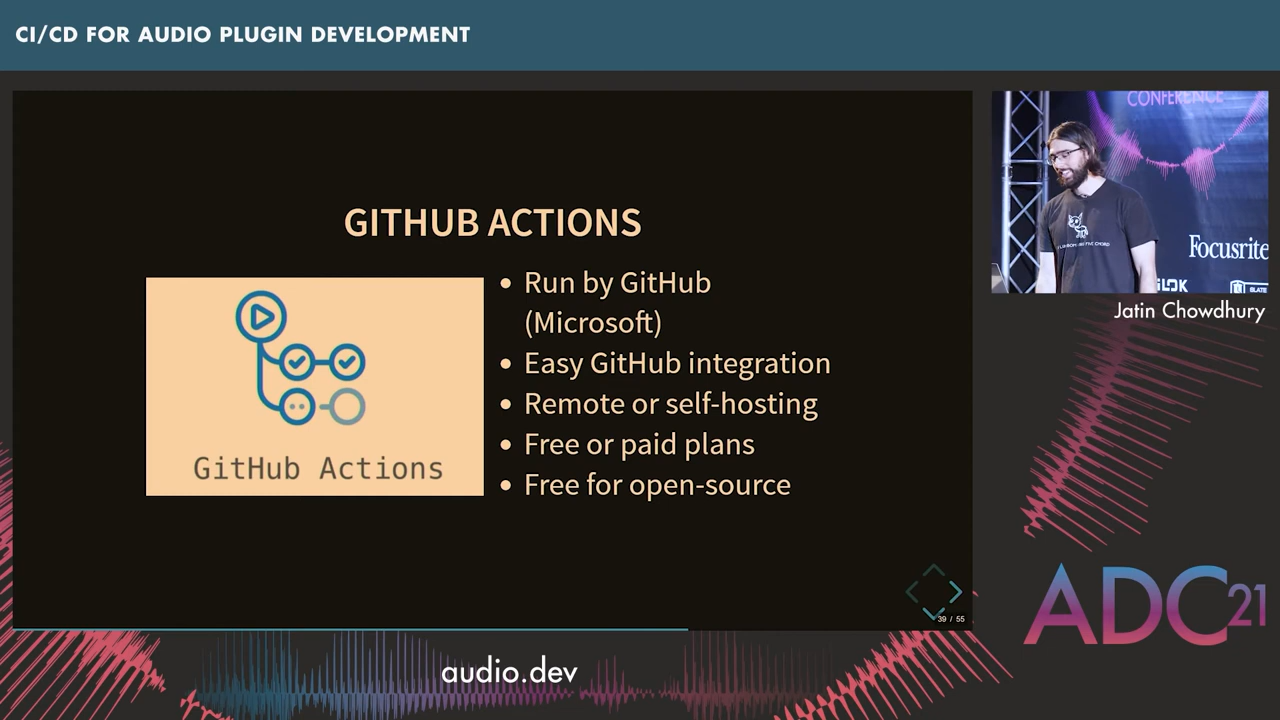 CI/CD FOR AUDIO PLUGIN DEVELOPMENT
GITHUB ACTIONS
GitHub Actions
• Run by GitHub
(Microsoft)
• Easy GitHub integration
• Remote or self-hosting
• Free or paid plans
• Free for open-source
39 / 55
CONFERENCE
Focusrite
iLOK
SLATE
Jatin Chowdhury
ADC21
audio.dev